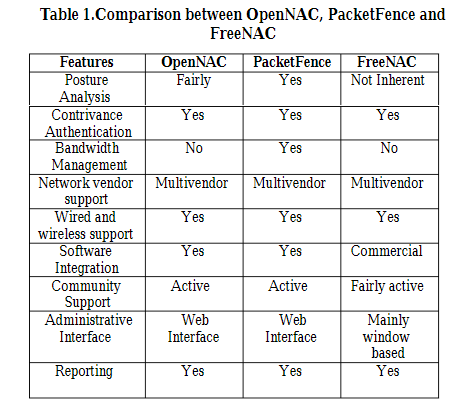 Table 1.Comparison between OpenNAC, PacketFence and
FreeNAC
Features OpenNAC PacketFence FreeNAC
Posture Fairly Yes Not Inherent
Analysis
Contrivance Yes Yes Yes
Authentication
Bandwidth No Yes No
Management
Network vendor Multivendor Multivendor Multivendor
support
Wired and Yes Yes Yes
wireless support
Software Yes Yes Commercial
Integration
Community Active Active Fairly active
Support
Administrative Web Web Mainly
Interface Interface Interface window
based
Reporting Yes Yes Yes